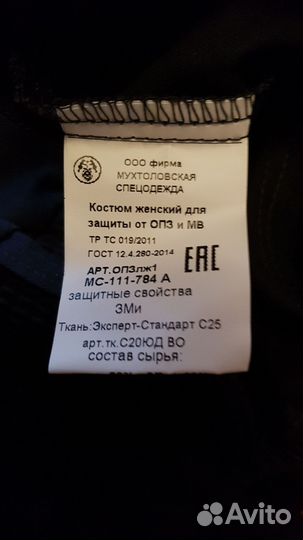 ООО фирма
МУХТОЛОВСКАЯ
СПЕЦОДЕЖДА
Костюм женский для
защиты от ОПЗ и МВ
ТР ТС 019/2011
ГОСТ 12.4.280-2014
EAC
АРТ.ОПЗлж1
МС-111-784 А
защитные свойства
ЗМи
Ткань:Эксперт-Стандарт С25
арт.тк.С20ЮД ВО
состав сырья:
Avito